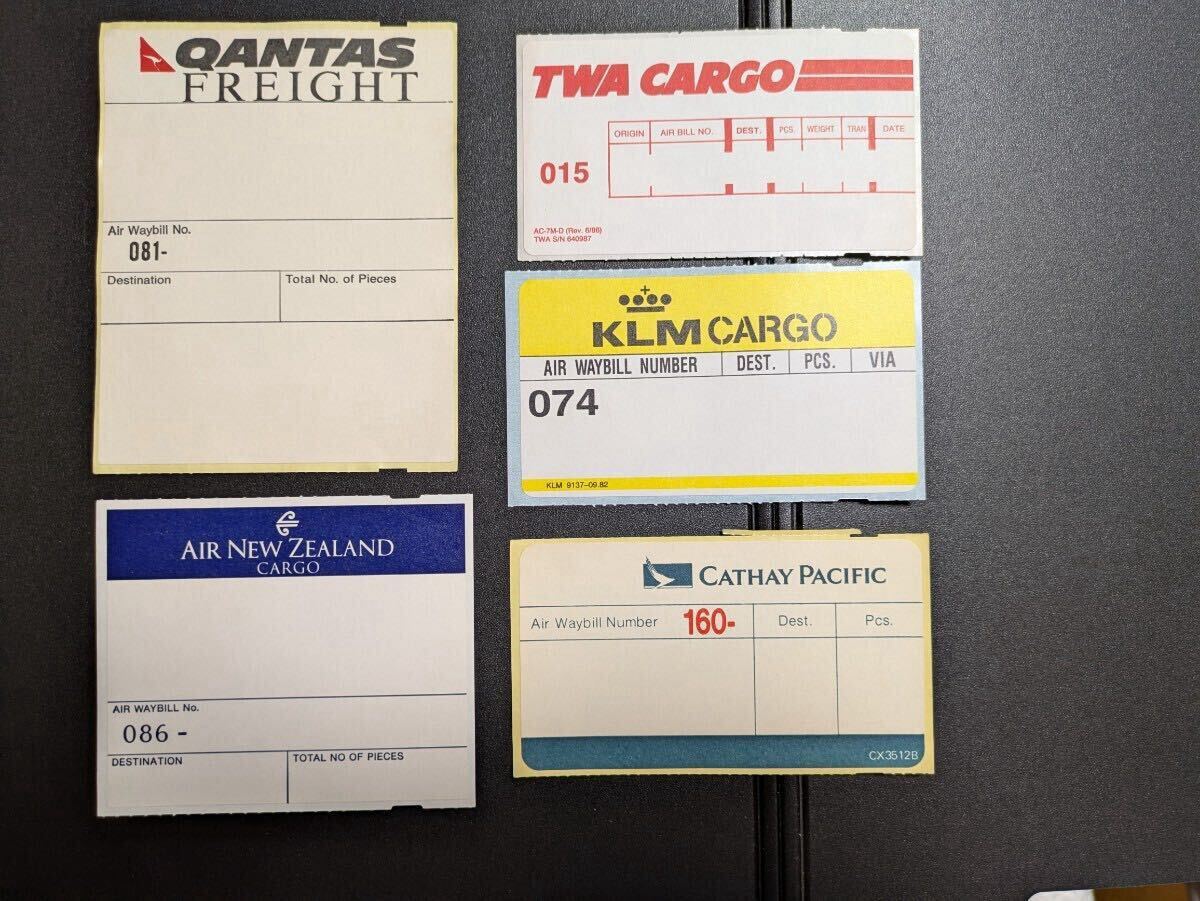 QANTAS
FREIGHT
Air Waybill No.
081-
Destination
Total No. of Pieces
AIR NEW ZEALAND
CARGO
AIR WAYBILL No.
086 -
DESTINATION
TOTAL NO OF PIECES
TWA CARGO
ORIGIN AIR BILL NO. DEST. PCS. WEIGHT TRAN DATE
015
AC-7M-D (Rev. 6/86)
TWA S/N 640987
KLM CARGO
AIR WAYBILL NUMBER DEST. PCS. VIA
074
KLM 9137-09.82
CATHAY PACIFIC
Air Waybill Number 160- Dest. Pcs.
CX3512B